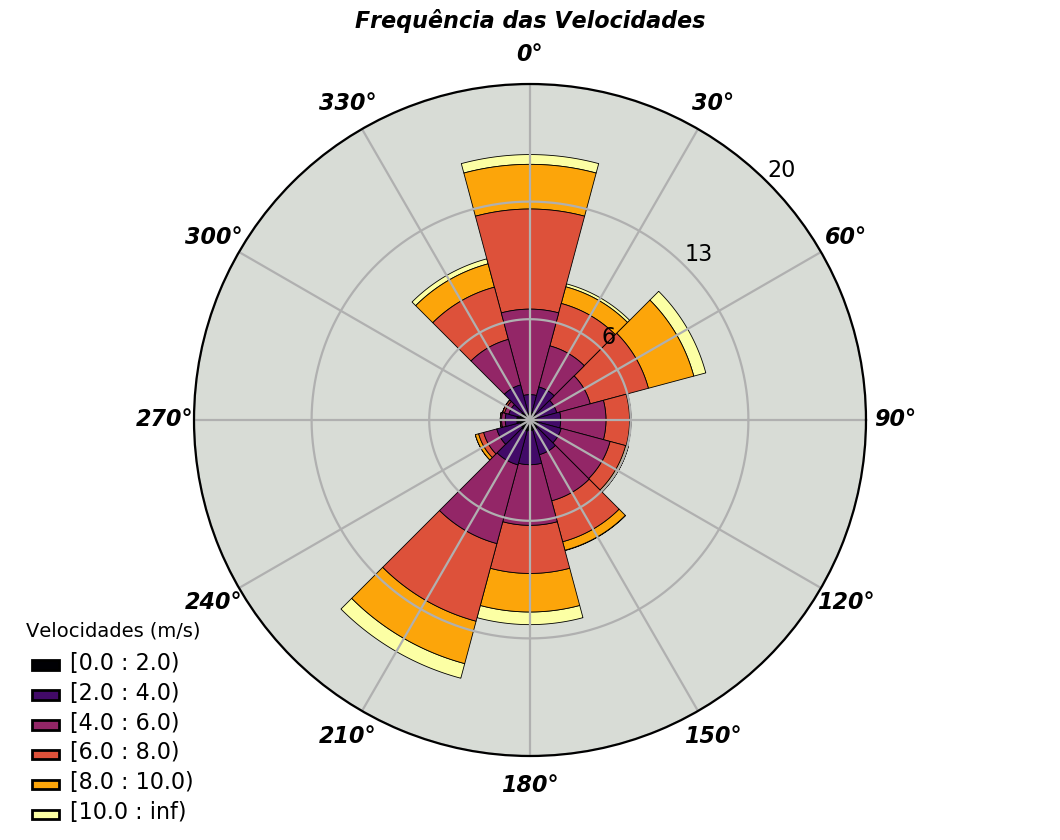 Frequência das Velocidades
0°
330°
30°
20
300°
60°
13
6
270°
90°
240°
120°
210°
150°
180°
Velocidades (m/s)
[0.0 : 2.0)
[2.0 : 4.0)
[4.0 : 6.0)
[6.0 : 8.0)
[8.0 : 10.0)
[10.0 : inf)